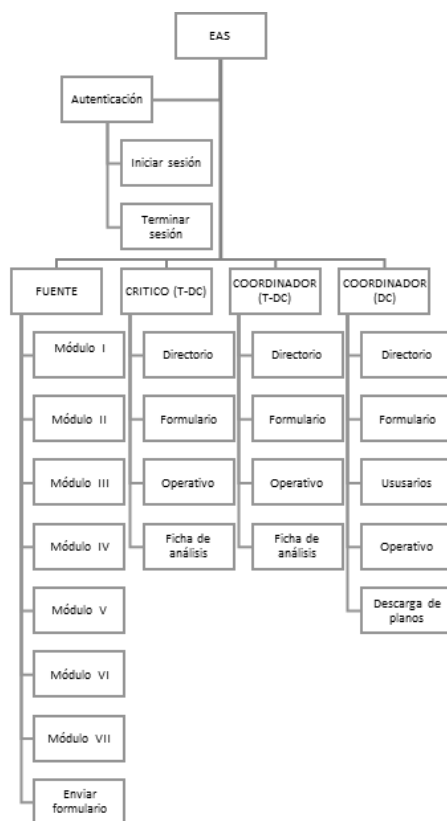 EAS
Autenticación
Iniciar sesión
Terminar
sesión
FUENTE
CRITICO (T-DC)
COORDINADOR
(T-DC)
COORDINADOR
(DC)
Módulo I
Directorio
Directorio
Directorio
Módulo II
Formulario
Formulario
Formulario
Módulo III
Operativo
Operativo
Ususarios
Módulo IV
Ficha de
análisis
Ficha de
análisis
Operativo
Módulo V
Descarga de
planos
Módulo VI
Módulo VII
Enviar
formulario